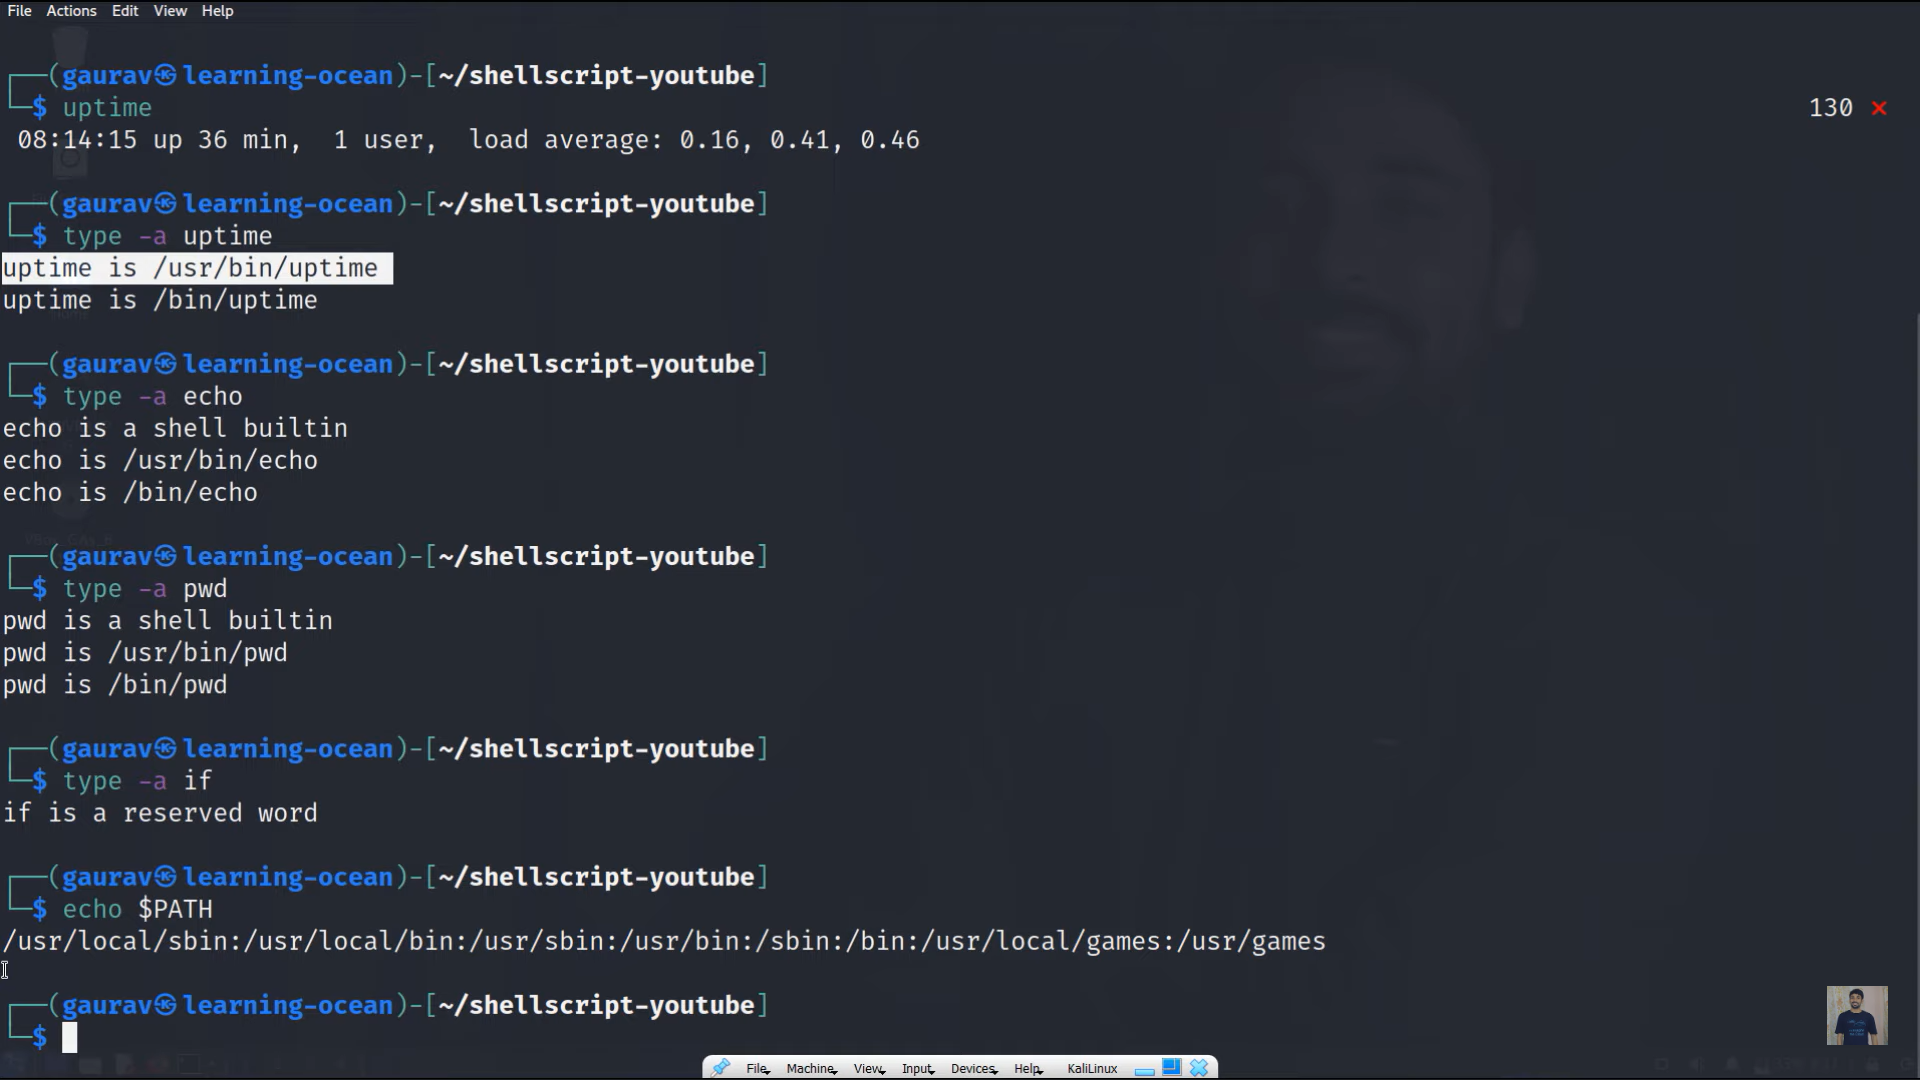 File Actions Edit View Help
┌──(gaurav㉿learning-ocean)-[~/shellscript-youtube]
└─$ uptime 130 ×
08:14:15 up 36 min, 1 user, load average: 0.16, 0.41, 0.46
┌──(gaurav㉿learning-ocean)-[~/shellscript-youtube]
└─$ type -a uptime
uptime is /usr/bin/uptime
uptime is /bin/uptime
┌──(gaurav㉿learning-ocean)-[~/shellscript-youtube]
└─$ type -a echo
echo is a shell builtin
echo is /usr/bin/echo
echo is /bin/echo
┌──(gaurav㉿learning-ocean)-[~/shellscript-youtube]
└─$ type -a pwd
pwd is a shell builtin
pwd is /usr/bin/pwd
pwd is /bin/pwd
┌──(gaurav㉿learning-ocean)-[~/shellscript-youtube]
└─$ type -a if
if is a reserved word
┌──(gaurav㉿learning-ocean)-[~/shellscript-youtube]
└─$ echo $PATH
/usr/local/sbin:/usr/local/bin:/usr/sbin:/usr/bin:/sbin:/bin:/usr/local/games:/usr/games
┌──(gaurav㉿learning-ocean)-[~/shellscript-youtube]
└─$
File Machine View Input Devices Help KaliLinux